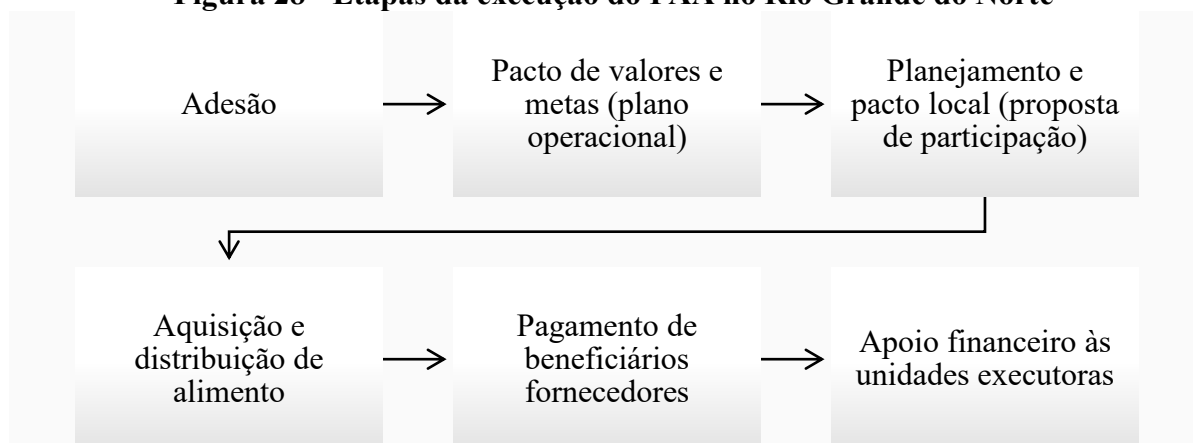 Figura 28 - Etapas da execução do PAA no Rio Grande do Norte
Adesão
Pacto de valores e
metas (plano
operacional)
Planejamento e
pacto local (proposta
de participação)
Aquisição e
distribuição de
alimento
Pagamento de
beneficiários
fornecedores
Apoio financeiro às
unidades executoras